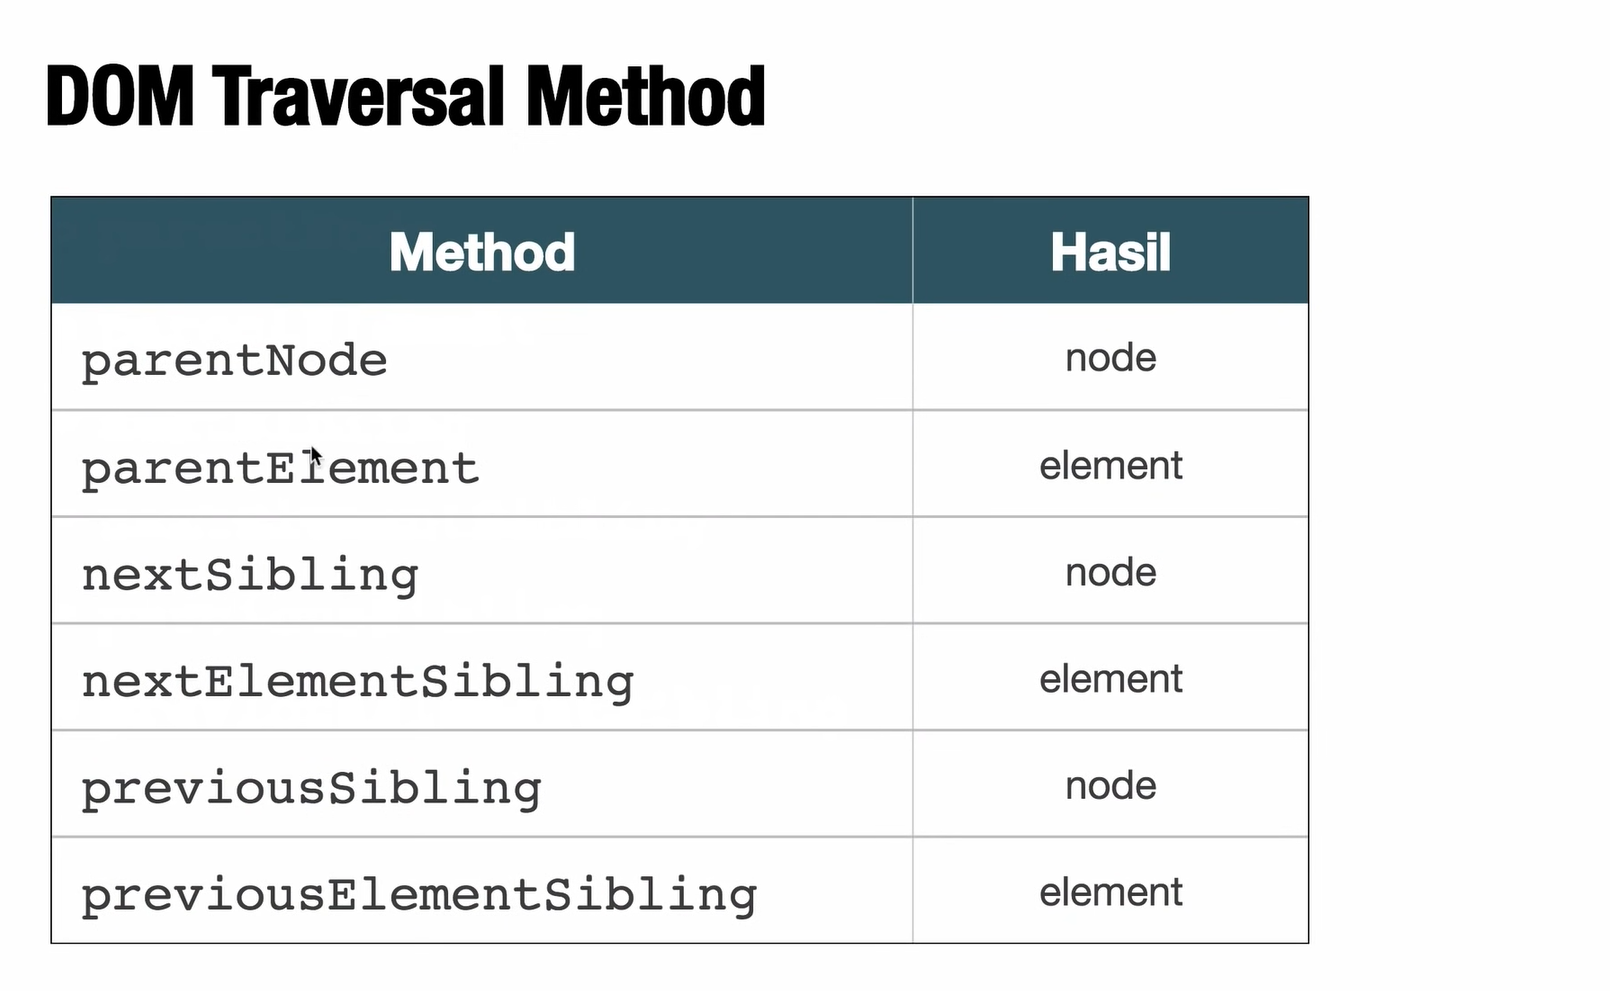 DOM Traversal Method
Method Hasil
parentNode node
parentElement element
nextSibling node
nextElementSibling element
previousSibling node
previousElementSibling element